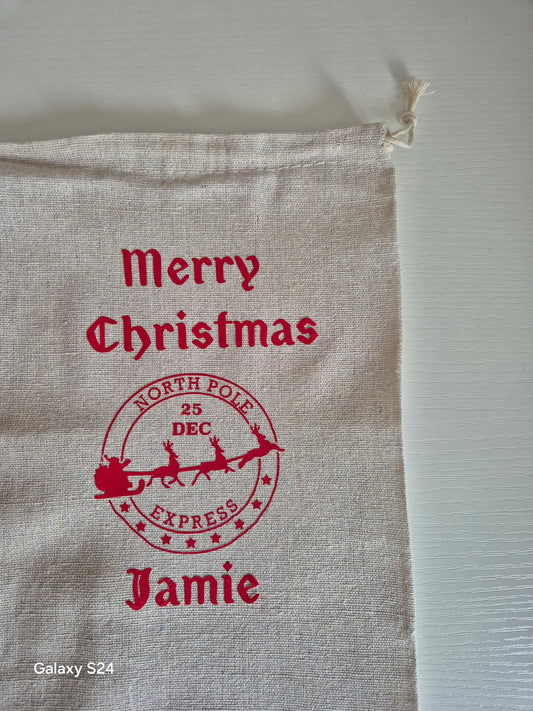 Merry
Christmas
NORTH POLE
25
DEC
EXPRESS
Jamie
Galaxy S24